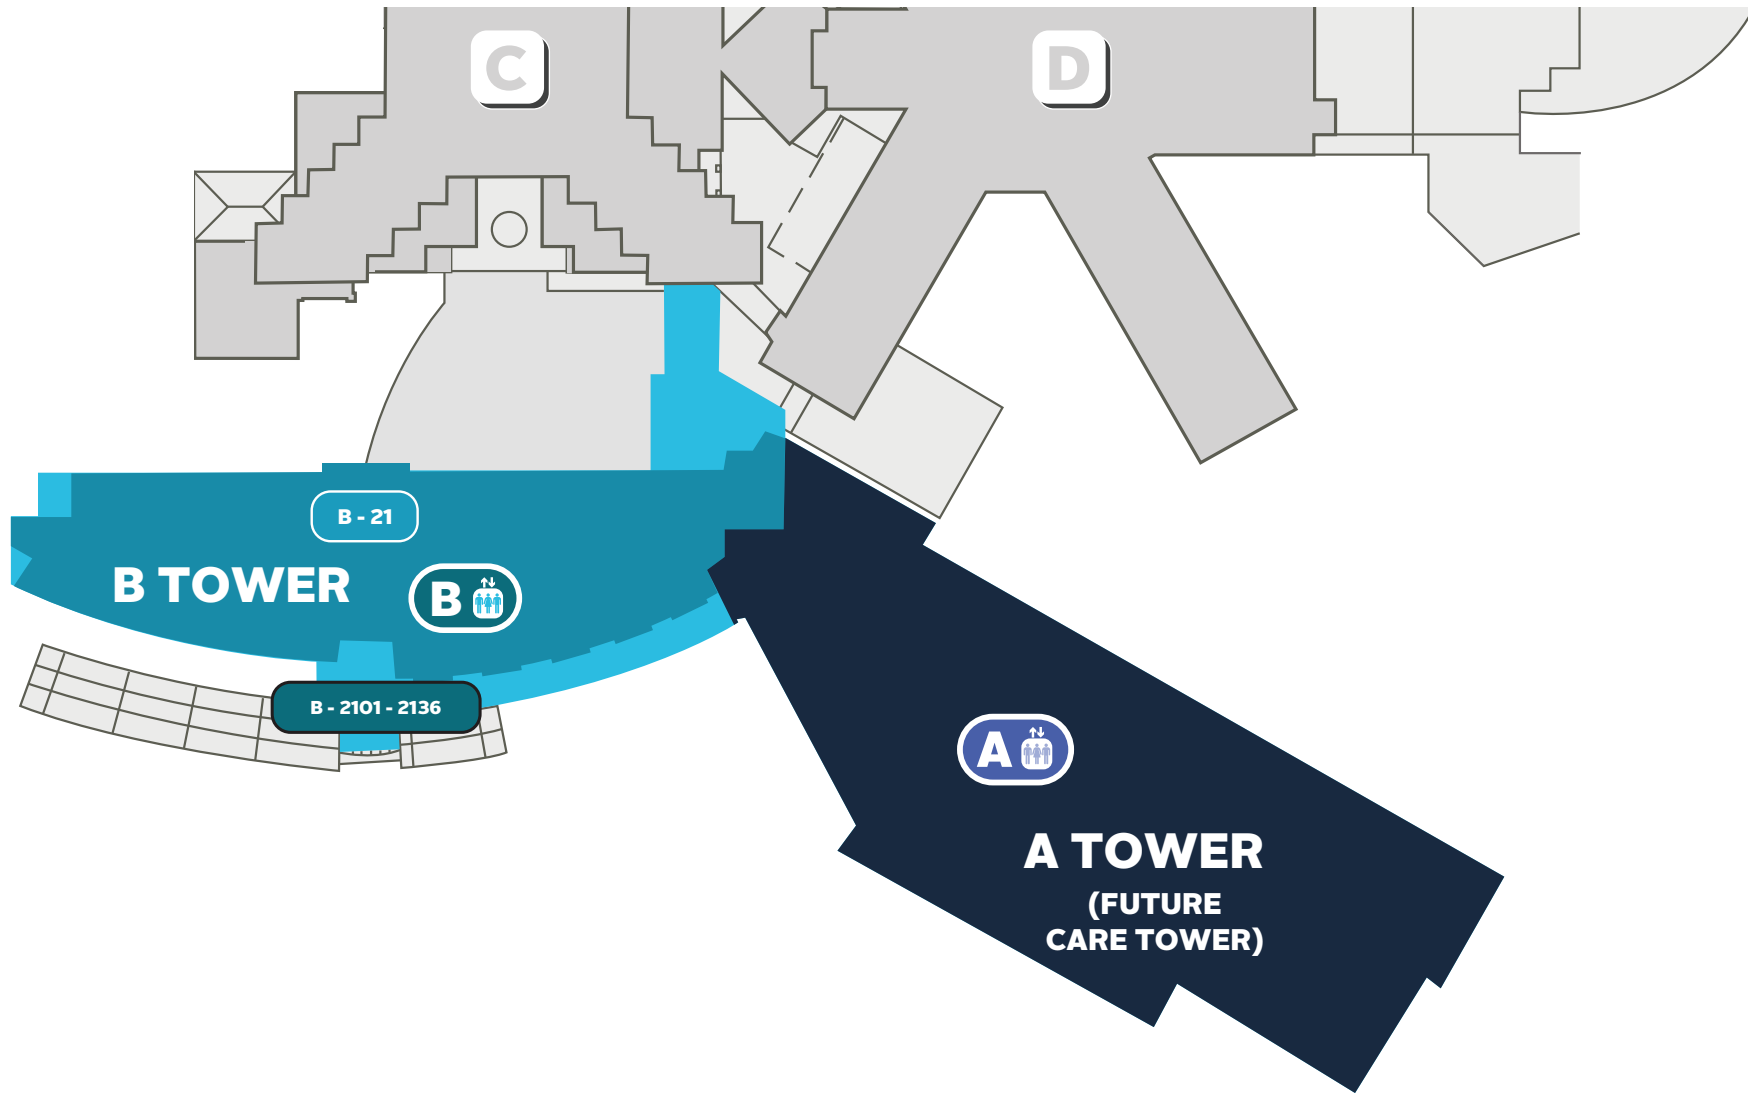 C
D
B - 21
B TOWER
B
B - 2101 - 2136
A
A TOWER
(FUTURE
CARE TOWER)